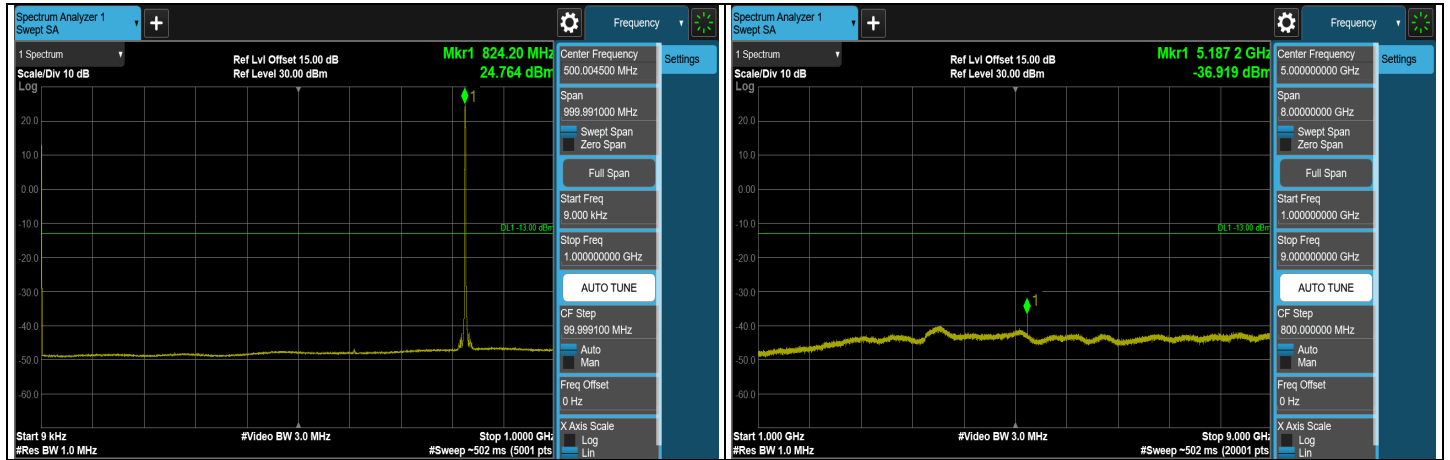 Spectrum Analyzer 1
Swept SA
+
Frequency
1 Spectrum
Scale/Div 10 dB
Log
Ref Lvl Offset 15.00 dB
Ref Level 30.00 dBm
Mkr1 824.20 MHz
24.764 dBm
1
20.0
10.0
0.00
-10.0
-20.0
-30.0
-40.0
-50.0
-60.0
DL1 -13.00 dBm
Start 9 kHz
#Res BW 1.0 MHz
#Video BW 3.0 MHz
Stop 1.0000 GHz
#Sweep ~502 ms (5001 pts
Center Frequency
500.004500 MHz
Settings
Span
999.991000 MHz
Swept Span
Zero Span
Full Span
Start Freq
9.000 kHz
Stop Freq
1.000000000 GHz
AUTO TUNE
CF Step
99.999100 MHz
Auto
Man
Freq Offset
0 Hz
X Axis Scale
Log
Lin
Spectrum Analyzer 1
Swept SA
+
Frequency
1 Spectrum
Scale/Div 10 dB
Log
Ref Lvl Offset 15.00 dB
Ref Level 30.00 dBm
Mkr1 5.187 2 GHz
-36.919 dBm
1
20.0
10.0
0.00
-10.0
-20.0
-30.0
-40.0
-50.0
-60.0
DL1 -13.00 dBm
Start 1.000 GHz
#Res BW 1.0 MHz
#Video BW 3.0 MHz
Stop 9.000 GHz
#Sweep ~502 ms (20001 pts
Center Frequency
5.000000000 GHz
Settings
Span
8.00000000 GHz
Swept Span
Zero Span
Full Span
Start Freq
1.000000000 GHz
Stop Freq
9.000000000 GHz
AUTO TUNE
CF Step
800.000000 MHz
Auto
Man
Freq Offset
0 Hz
X Axis Scale
Log
Lin